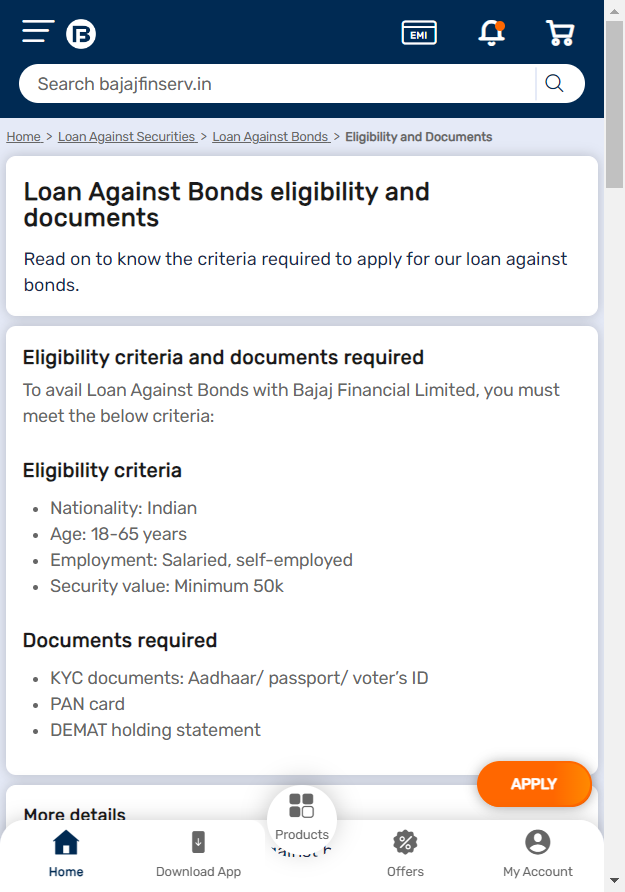 EMI
Search bajajfinserv.in
Home > Loan Against Securities > Loan Against Bonds > Eligibility and Documents
Loan Against Bonds eligibility and
documents
Read on to know the criteria required to apply for our loan against
bonds.
Eligibility criteria and documents required
To avail Loan Against Bonds with Bajaj Financial Limited, you must
meet the below criteria:
Eligibility criteria
• Nationality: Indian
• Age: 18-65 years
• Employment: Salaried, self-employed
• Security value: Minimum 50k
Documents required
• KYC documents: Aadhaar/ passport/ voter’s ID
• PAN card
• DEMAT holding statement
APPLY
More details
Products
Home
Download App
Offers
My Account